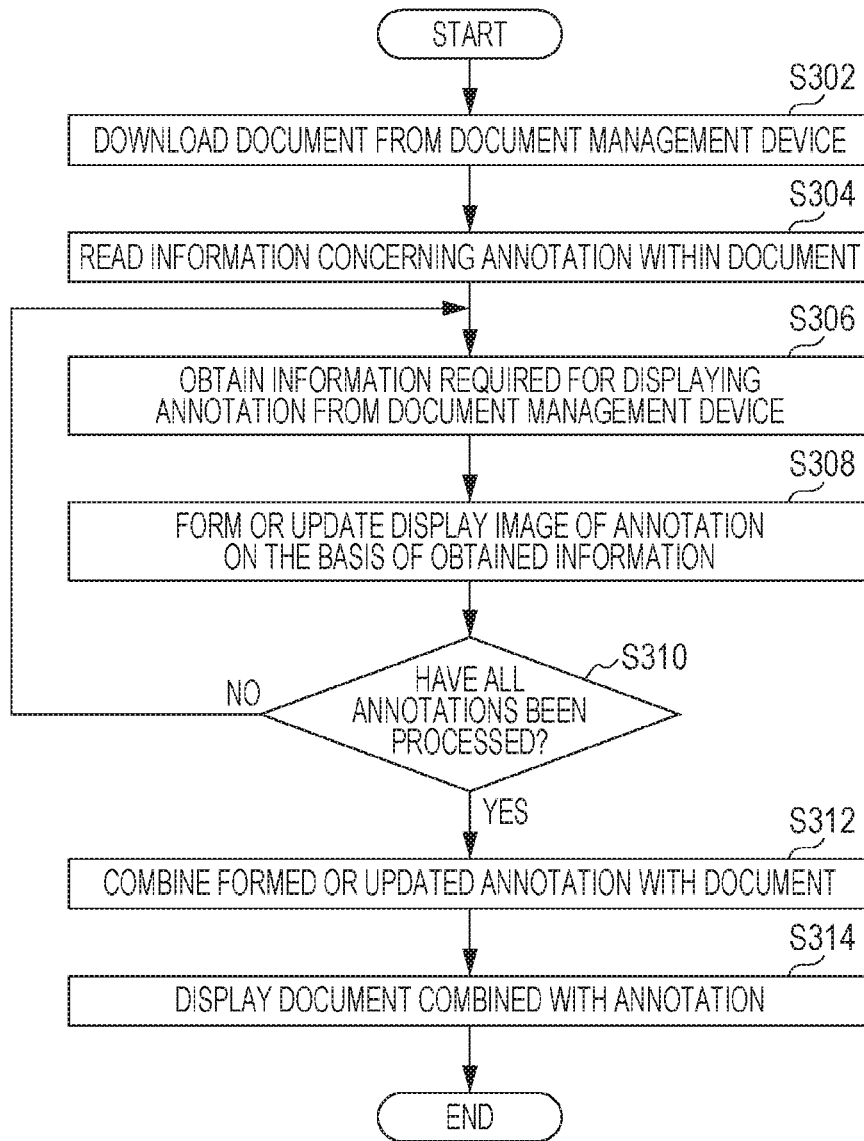 START
S302
DOWNLOAD DOCUMENT FROM DOCUMENT MANAGEMENT DEVICE
S304
READ INFORMATION CONCERNING ANNOTATION WITHIN DOCUMENT
S306
OBTAIN INFORMATION REQUIRED FOR DISPLAYING
ANNOTATION FROM DOCUMENT MANAGEMENT DEVICE
S308
FORM OR UPDATE DISPLAY IMAGE OF ANNOTATION
ON THE BASIS OF OBTAINED INFORMATION
S310
NO
HAVE ALL
ANNOTATIONS BEEN
PROCESSED?
YES
S312
COMBINE FORMED OR UPDATED ANNOTATION WITH DOCUMENT
S314
DISPLAY DOCUMENT COMBINED WITH ANNOTATION
END